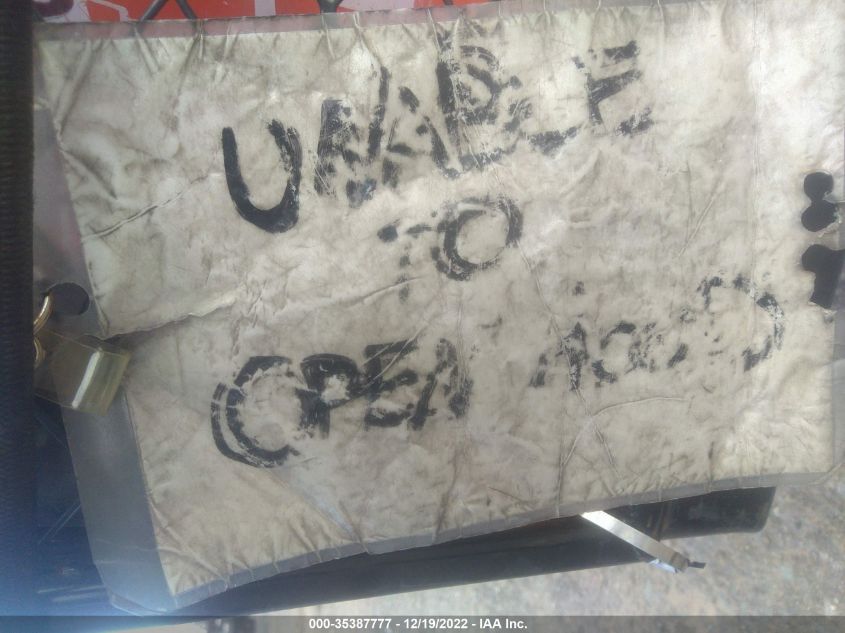 UNABLE
TO
OPEN HOOD
000-35387777 - 12/19/2022 - IAA Inc.